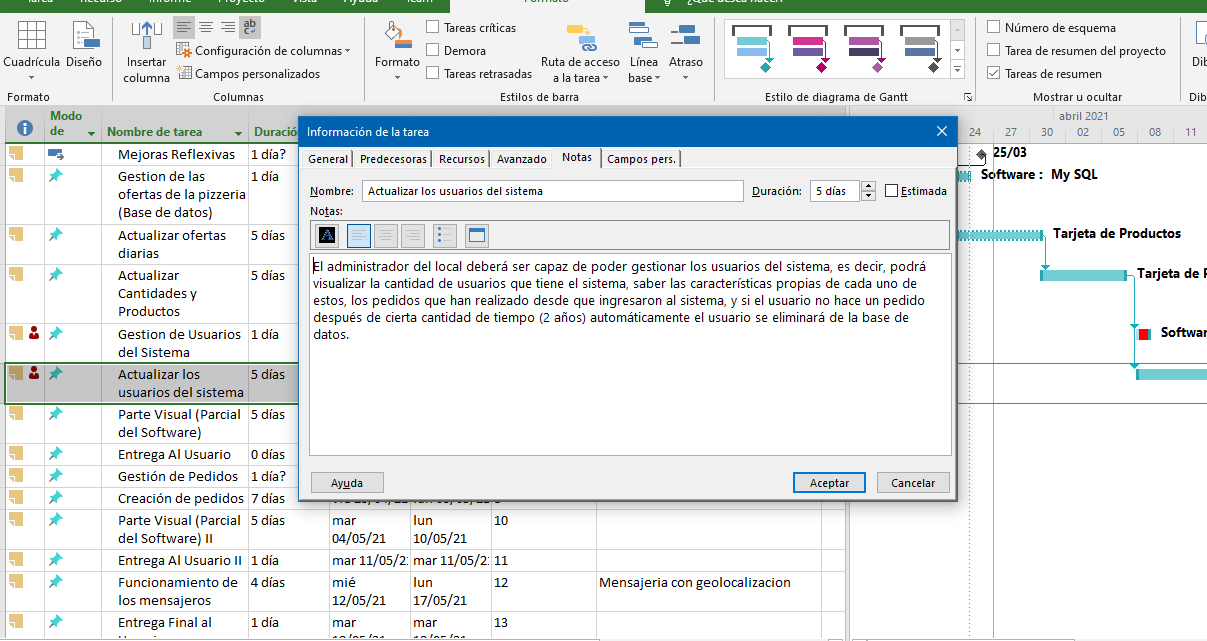 Tarea Recurso Informe Proyecto Vista Ayuda Team Formato ¿Qué desea hacer?
Cuadrícula
Diseño
Formato
Insertar
columna
ab
Configuración de columnas
Campos personalizados
Columnas
Formato
Tareas críticas
Demora
Tareas retrasadas
Ruta de acceso
a la tarea
Línea
base
Atraso
Estilos de barra
Estilo de diagrama de Gantt
Número de esquema
Tarea de resumen del proyecto
Tareas de resumen
Mostrar u ocultar
Modo
de
Nombre de tarea
Duració
Mejoras Reflexivas 1 día?
Gestion de las 1 día
ofertas de la pizzeria
(Base de datos)
Actualizar ofertas 5 días
diarias
Actualizar 5 días
Cantidades y
Productos
Gestion de Usuarios 1 día
del Sistema
Actualizar los 5 días
usuarios del sistema
Parte Visual (Parcial 5 días
del Software)
Entrega Al Usuario 0 días
Gestión de Pedidos 1 día?
Creación de pedidos 7 días
Parte Visual (Parcial 5 días mar lun 10
del Software) II 04/05/21 10/05/21
Entrega Al Usuario II 1 día mar 11/05/2 mar 11/05/2 11
Funcionamiento de 4 días mié lun 12 Mensajeria con geolocalizacion
los mensajeros 12/05/21 17/05/21
Entrega Final al 1 día mar mar 13
Información de la tarea
General Predecesoras Recursos Avanzado Notas Campos pers.
Nombre: Actualizar los usuarios del sistema Duración: 5 días Estimada
Notas:
A
El administrador del local deberá ser capaz de poder gestionar los usuarios del sistema, es decir, podrá
visualizar la cantidad de usuarios que tiene el sistema, saber las características propias de cada uno de
estos, los pedidos que han realizado desde que ingresaron al sistema, y si el usuario no hace un pedido
después de cierta cantidad de tiempo (2 años) automáticamente el usuario se eliminará de la base de
datos.
Ayuda Aceptar Cancelar
abril 2021
24 27 30 02 05 08 11
25/03
Software : My SQL
Tarjeta de Productos
Tarjeta de
Softwar